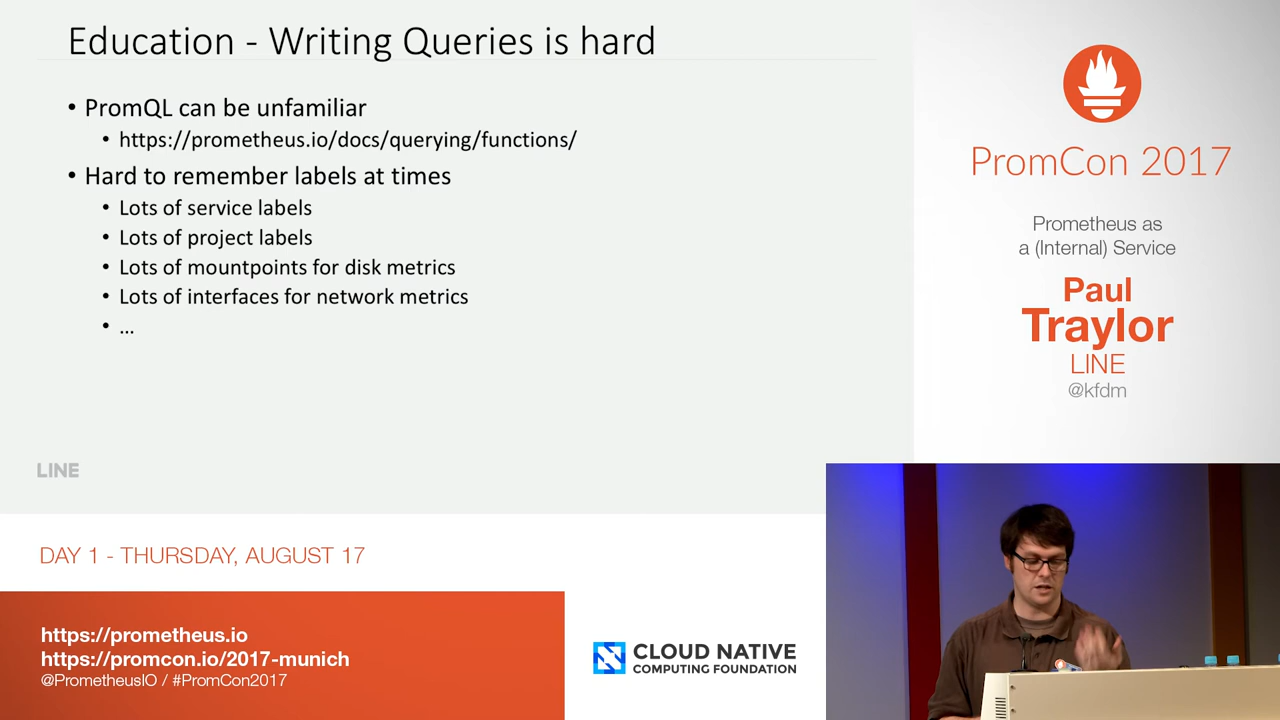 Education - Writing Queries is hard
• PromQL can be unfamiliar
• https://prometheus.io/docs/querying/functions/
• Hard to remember labels at times
• Lots of service labels
• Lots of project labels
• Lots of mountpoints for disk metrics
• Lots of interfaces for network metrics
• ...
LINE
PromCon 2017
Prometheus as
a (Internal) Service
Paul
Traylor
LINE
@kfdm
DAY 1 - THURSDAY, AUGUST 17
https://prometheus.io
https://promcon.io/2017-munich
@PrometheusIO / #PromCon2017
CLOUD NATIVE
COMPUTING FOUNDATION